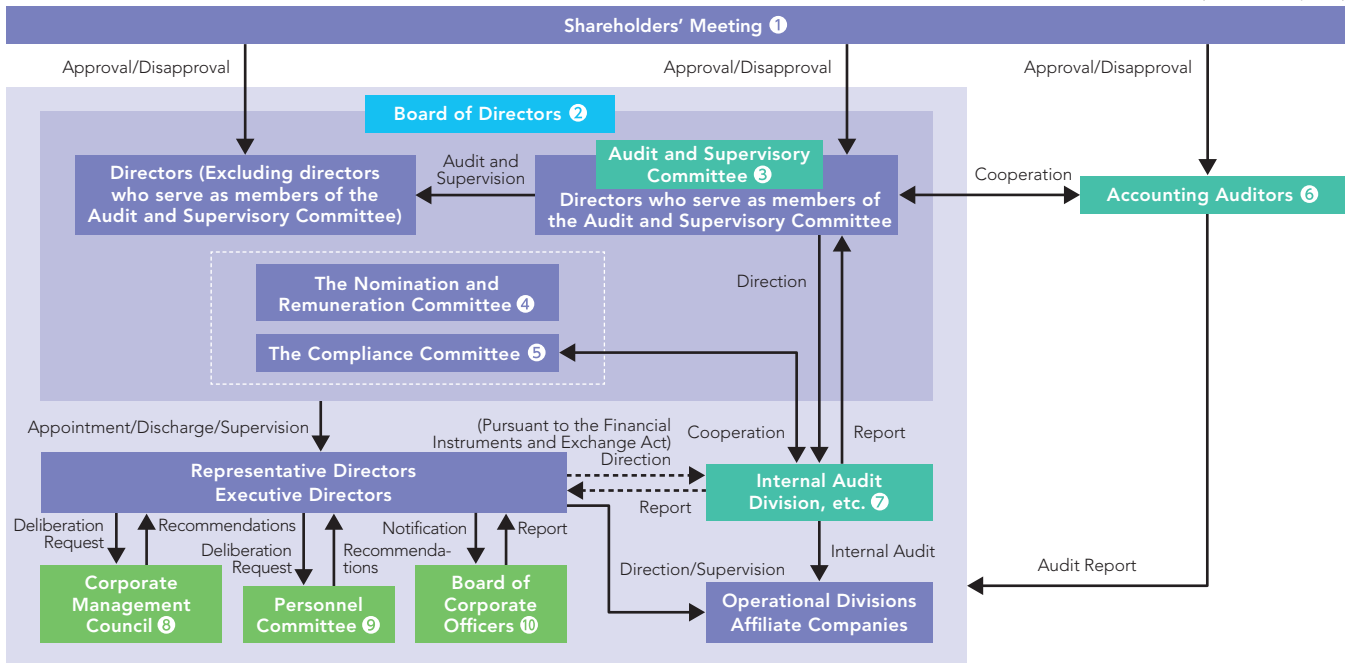 Shareholders' Meeting ❶
Approval/Disapproval
Approval/Disapproval
Approval/Disapproval
Board of Directors ❷
Directors (Excluding directors
who serve as members of the
Audit and Supervisory Committee)
Audit and
Supervision
Audit and Supervisory
Committee ❸
Directors who serve as members of
the Audit and Supervisory Committee
Cooperation
Accounting Auditors ❻
The Nomination and
Remuneration Committee ❹
The Compliance Committee ❺
Direction
Appointment/Discharge/Supervision
(Pursuant to the Financial
Instruments and Exchange Act)
Direction
Cooperation
Report
Representative Directors
Executive Directors
Report
Internal Audit
Division, etc. ❼
Deliberation
Request
Recommendations
Deliberation
Request
Recommenda-
tions
Notification
Report
Direction/Supervision
Internal Audit
Audit Report
Corporate
Management
Council ❽
Personnel
Committee ❾
Board of
Corporate
Officers ❿
Operational Divisions
Affiliate Companies